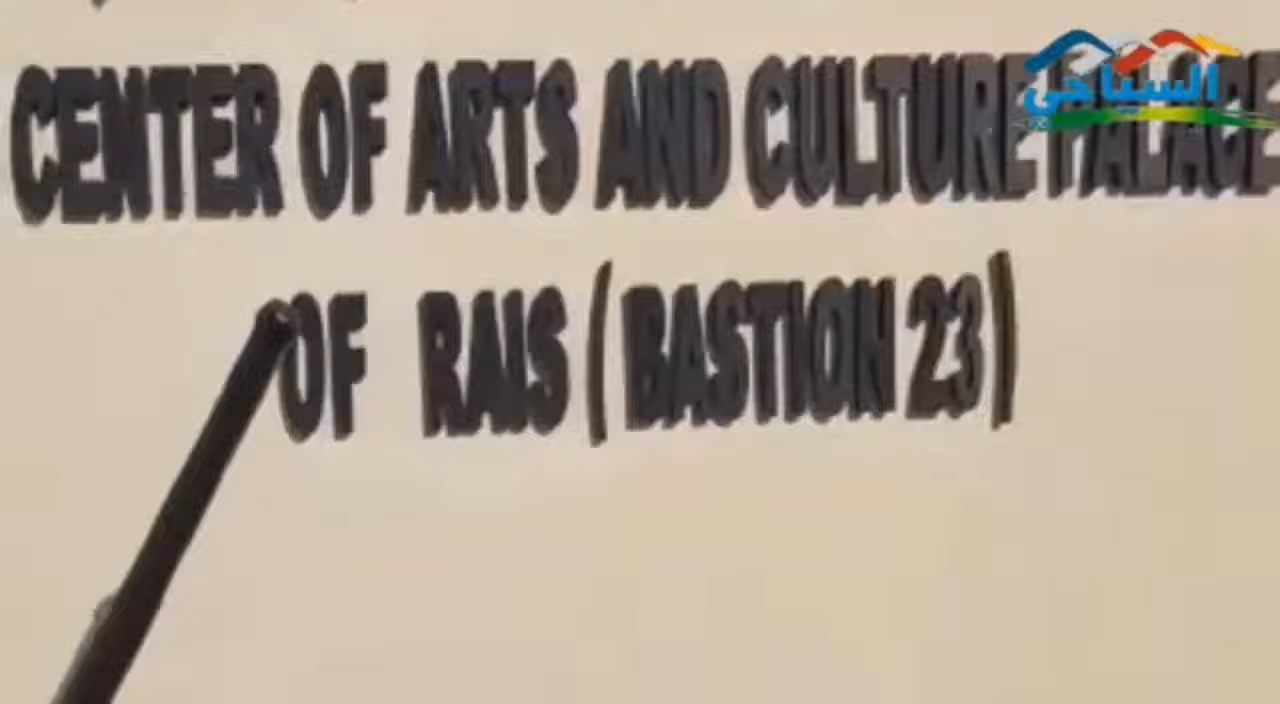 CENTER OF ARTS AND CULTURE PALACE
OF RAIS (BASTION 23)
السياحي